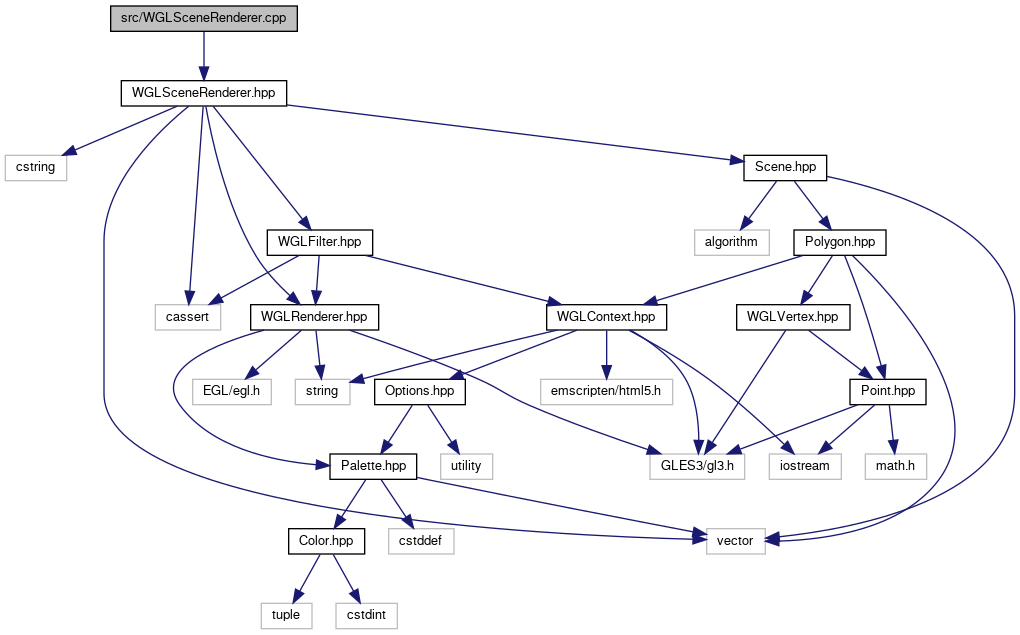 src/WGLSceneRenderer.cpp
WGLSceneRenderer.hpp
cstring
Scene.hpp
WGLFilter.hpp
algorithm
Polygon.hpp
cassert
WGLRenderer.hpp
WGLContext.hpp
WGLVertex.hpp
EGL/egl.h
string
Options.hpp
emscripten/html5.h
Point.hpp
Palette.hpp
utility
GLES3/gl3.h
iostream
math.h
Color.hpp
cstddef
vector
tuple
cstdint